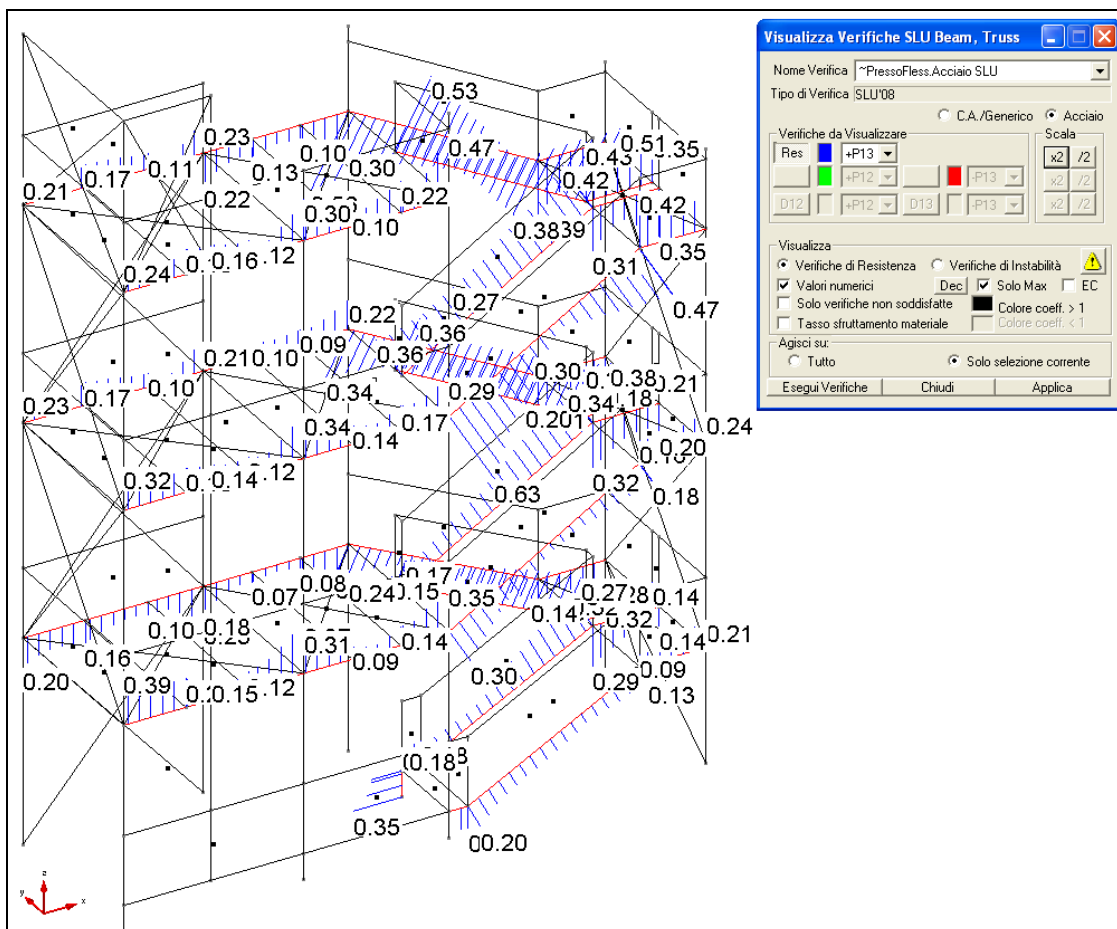 Visualizza Verifiche SLU Beam, Truss
Nome Verifica ~PressoFless.Acciaio SLU
Tipo di Verifica SLU'08
C.A./Generico Acciaio
Verifiche da Visualizzare Scala
Res +P13 x2 /2
+P12 -P13 x2 /2
D12 +P12 D13 -P13 x2 /2
Visualizza
Verifiche di Resistenza Verifiche di Instabilità
Valori numerici Dec Solo Max EC
Solo verifiche non soddisfatte Colore coeff. > 1
Tasso sfruttamento materiale Colore coeff. < 1
Agisci su:
Tutto Solo selezione corrente
Esegui Verifiche Chiudi Applica
0.53
0.23 0.47 0.51 0.35
0.10
0.11 0.30
0.17 0.13 0.42
0.21 0.22 0.22 0.42
0.30
0.10 0.38
0.35
0.16 .12
0.24 0.31
0.27 0.47
0.22
0.36
0.09
0.21 0.10 0.36
0.30 0.38 0.21
0.10 0.34 0.29
0.17
0.23 0.17 0.20 0.34
0.34 0.24
0.14 0.20
0.32 0.14 .12 0.63 0.32
0.18
0.17
0.08 0.24 0.15 0.35 0.27
0.07 0.14 0.14
0.10 0.18 0.32
0.31 0.14 0.14 0.21
0.16 0.09
0.20 0.39 0.15 .12 0.30 0.29 0.09
0.13
0.18
0.35
0.20
z
y
x